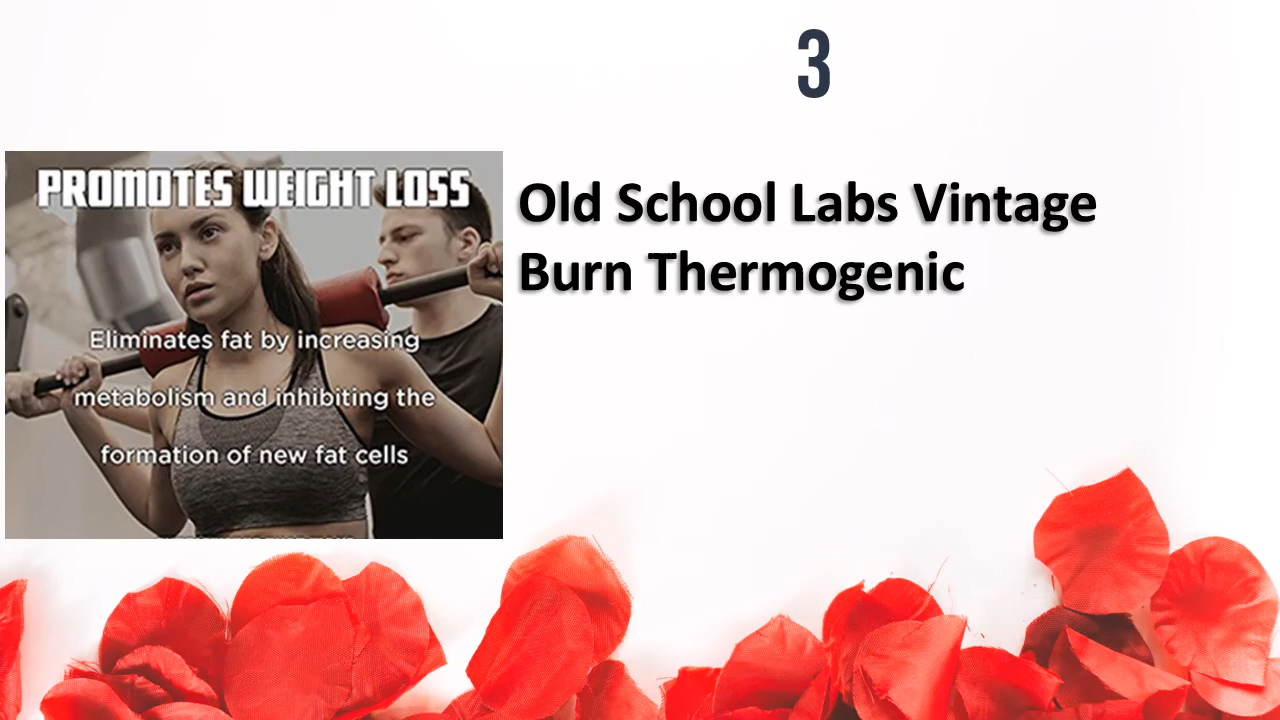 3
PROMOTES WEIGHT LOSS
Eliminates fat by increasing
metabolism and inhibiting the
formation of new fat cells
Old School Labs Vintage
Burn Thermogenic